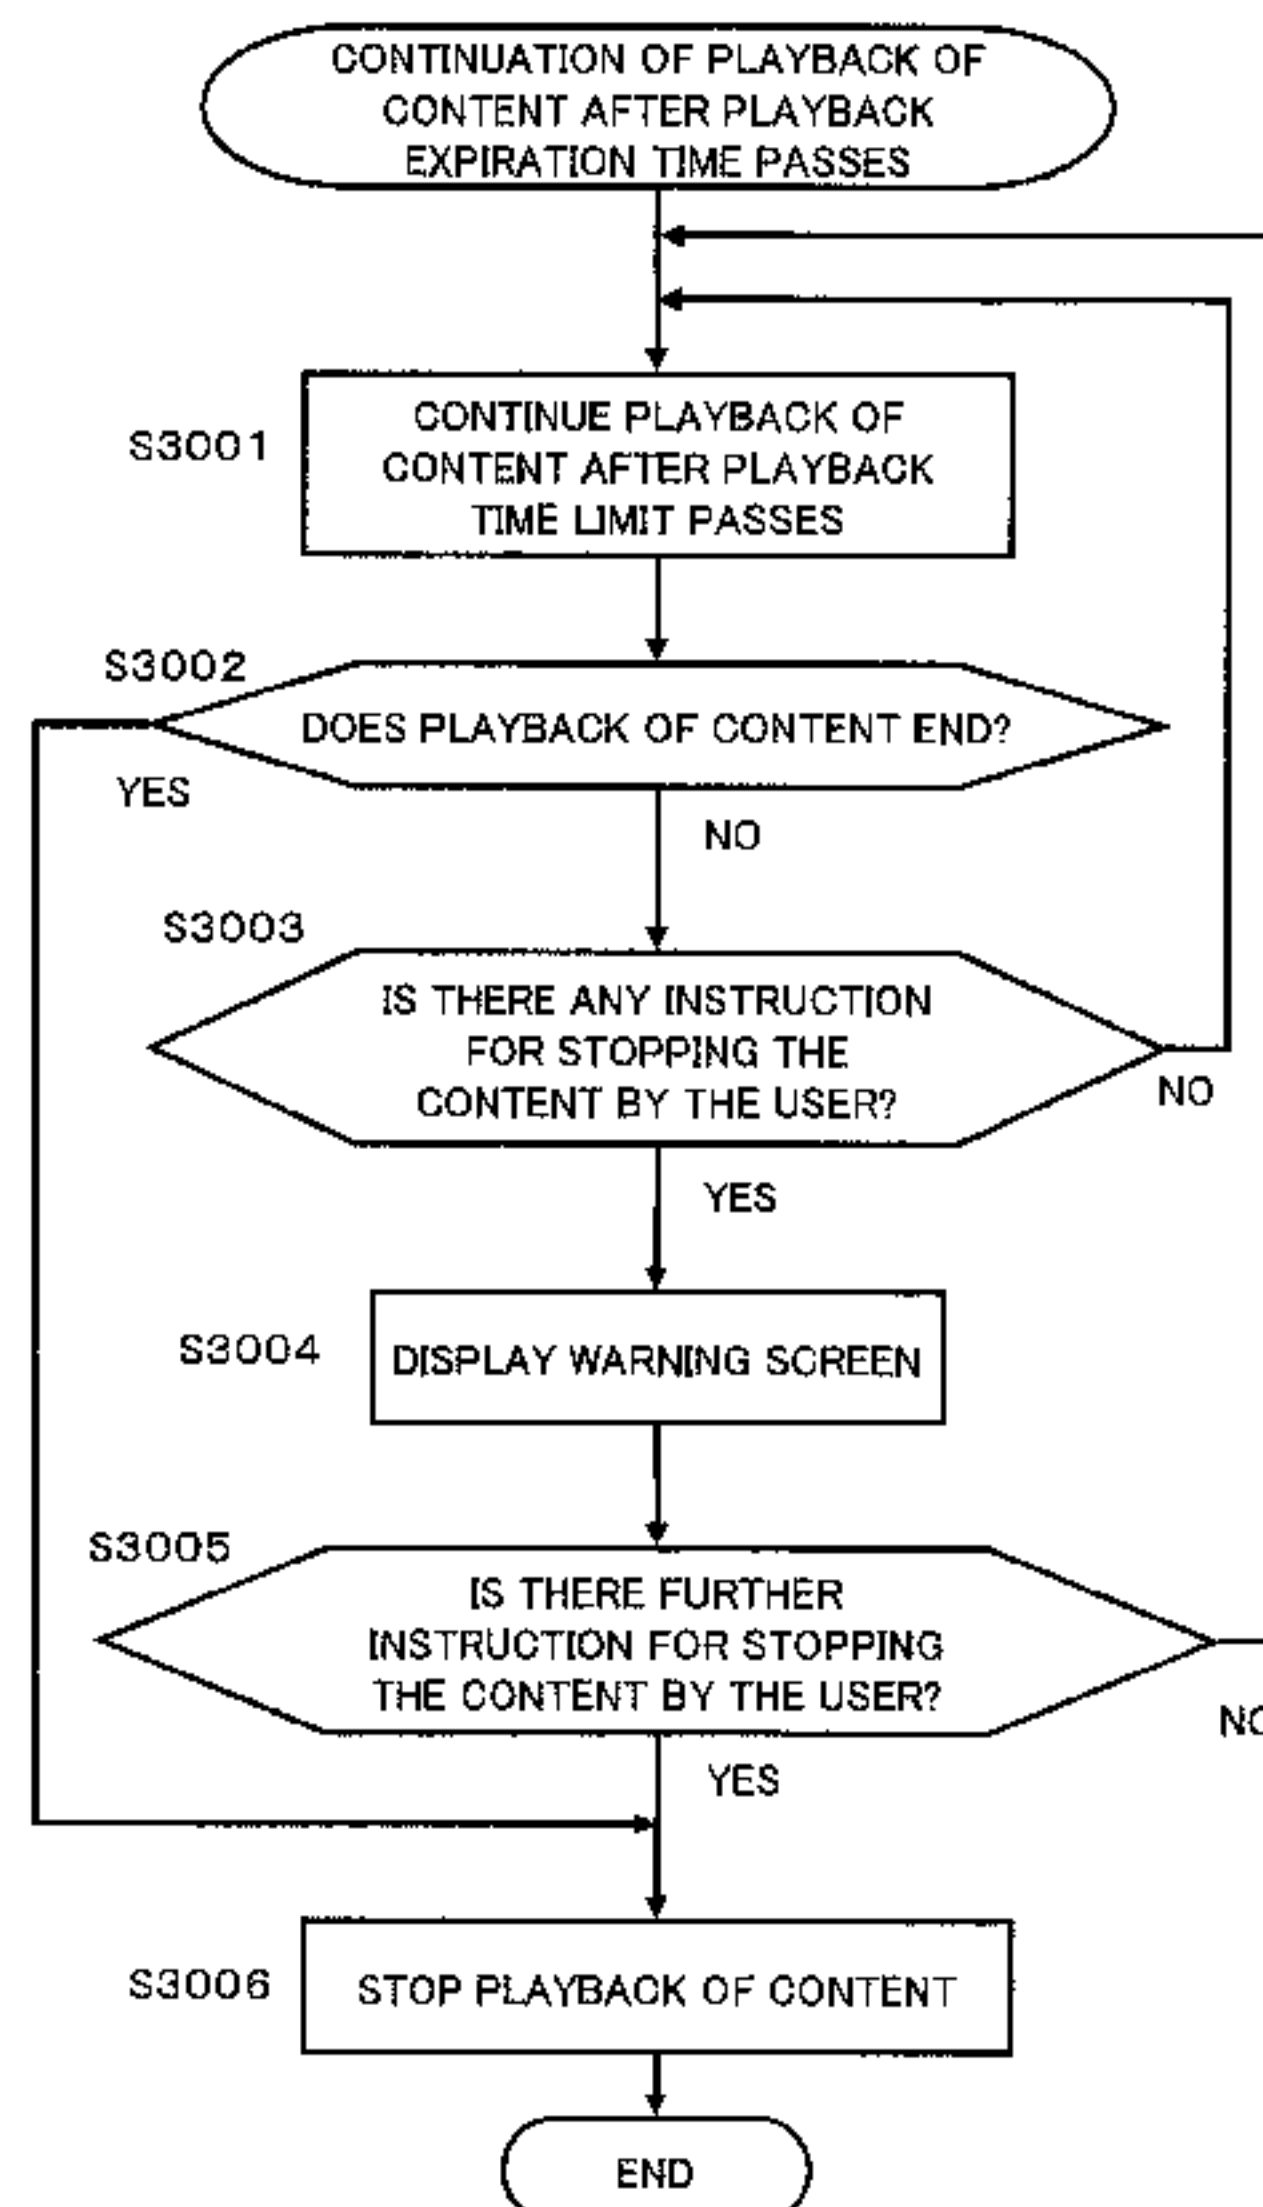 CONTINUATION OF PLAYBACK OF
CONTENT AFTER PLAYBACK
EXPIRATION TIME PASSES
S3001
CONTINUE PLAYBACK OF
CONTENT AFTER PLAYBACK
TIME LIMIT PASSES
S3002
DOES PLAYBACK OF CONTENT END?
YES
NO
S3003
IS THERE ANY INSTRUCTION
FOR STOPPING THE
CONTENT BY THE USER?
NO
YES
S3004
DISPLAY WARNING SCREEN
S3005
IS THERE FURTHER
INSTRUCTION FOR STOPPING
THE CONTENT BY THE USER?
NO
YES
S3006
STOP PLAYBACK OF CONTENT
END